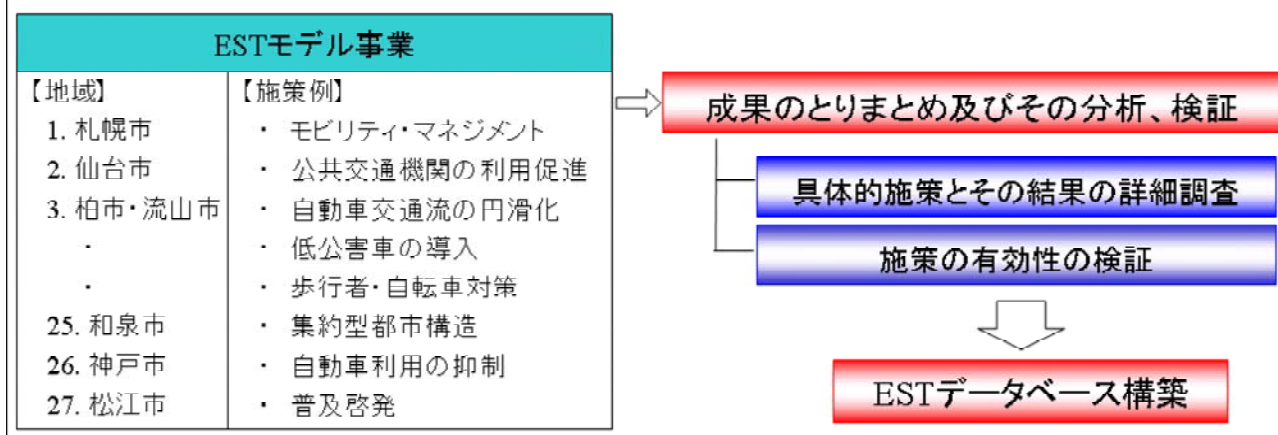 ESTモデル事業
【地域】
1. 札幌市
2. 仙台市
3. 柏市・流山市
・
・
25. 和泉市
26. 神戸市
27. 松江市
【施策例】
・ モビリティ・マネジメント
・ 公共交通機関の利用促進
・ 自動車交通流の円滑化
・ 低公害車の導入
・ 歩行者・自転車対策
・ 集約型都市構造
・ 自動車利用の抑制
・ 普及啓発
成果のとりまとめ及びその分析、検証
具体的施策とその結果の詳細調査
施策の有効性の検証
ESTデータベース構築